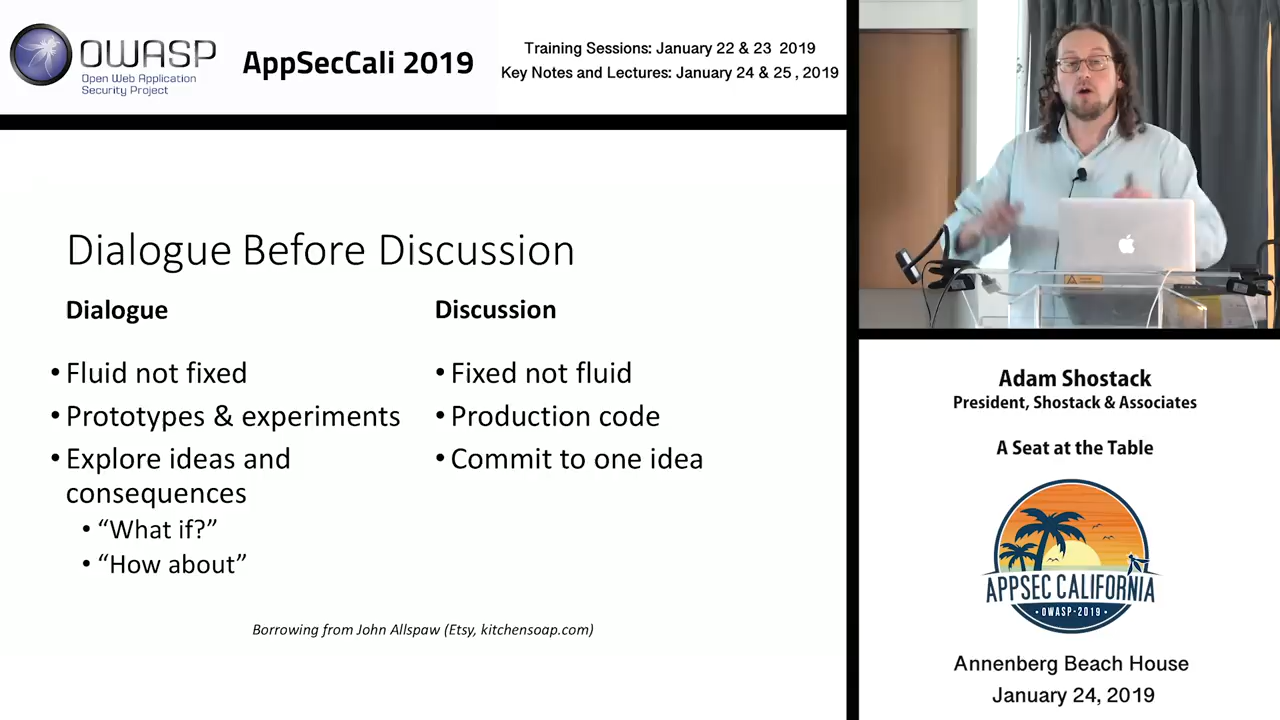 OWASP
Open Web Application
Security Project
AppSecCali 2019
Training Sessions: January 22 & 23 2019
Key Notes and Lectures: January 24 & 25 , 2019
Dialogue Before Discussion
Dialogue
• Fluid not fixed
• Prototypes & experiments
• Explore ideas and
consequences
• “What if?”
• “How about”
Discussion
• Fixed not fluid
• Production code
• Commit to one idea
Borrowing from John Allspaw (Etsy, kitchensoap.com)
Adam Shostack
President, Shostack & Associates
A Seat at the Table
APPSEC CALIFORNIA
• OWASP-2019 •
Annenberg Beach House
January 24, 2019